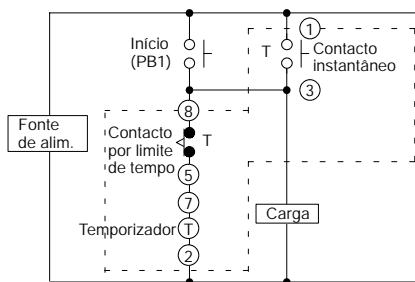 Início
(PB1)
1
T
Contacto
instantâneo
3
8
Fonte
de alim.
Contacto
por limite
de tempo
T
5
7
Carga
Temporizador
T
2